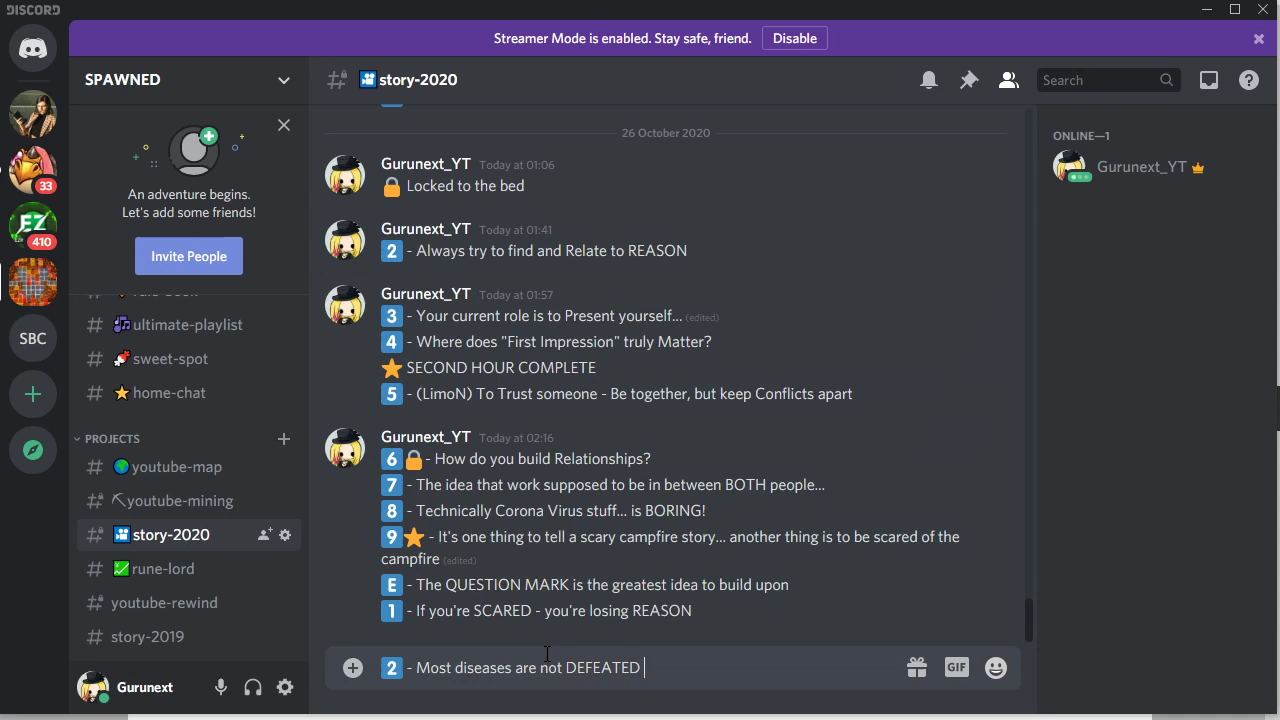 DISCORD
Streamer Mode is enabled. Stay safe, friend. Disable
SPAWNED
story-2020
Search
An adventure begins.
Let's add some friends!
Invite People
33
410
SBC
ultimate-playlist
sweet-spot
home-chat
PROJECTS
youtube-map
youtube-mining
story-2020
rune-lord
youtube-rewind
story-2019
Gurunext
26 October 2020
Gurunext_YT Today at 01:06
Locked to the bed
Gurunext_YT Today at 01:41
2 - Always try to find and Relate to REASON
Gurunext_YT Today at 01:57
3 - Your current role is to Present yourself... (edited)
4 - Where does "First Impression" truly Matter?
SECOND HOUR COMPLETE
5 - (LimoN) To Trust someone - Be together, but keep Conflicts apart
Gurunext_YT Today at 02:16
6 - How do you build Relationships?
7 - The idea that work supposed to be in between BOTH people...
8 - Technically Corona Virus stuff... is BORING!
9 - It's one thing to tell a scary campfire story... another thing is to be scared of the
campfire (edited)
E - The QUESTION MARK is the greatest idea to build upon
1 - If you're SCARED - you're losing REASON
2 - Most diseases are not DEFEATED
GIF
ONLINE—1
Gurunext_YT